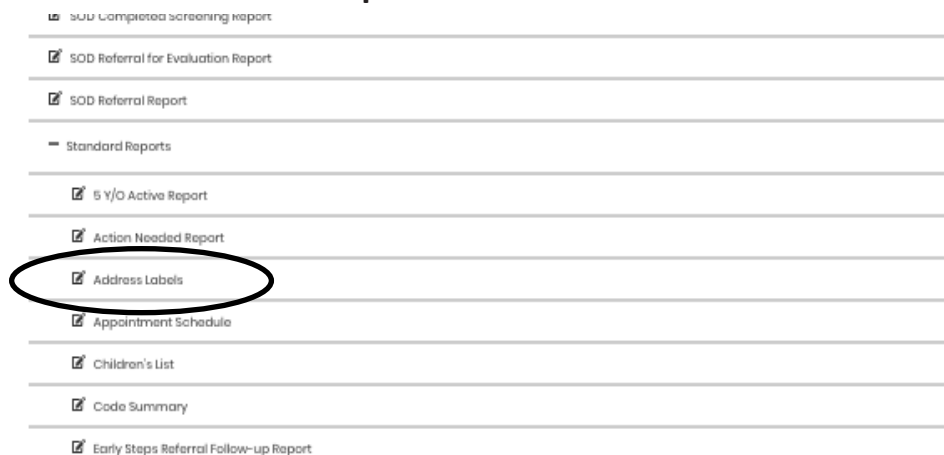 SOD Completed Screening Report
SOD Referral for Evaluation Report
SOD Referral Report
Standard Reports
5 Y/O Active Report
Action Needed Report
Address Labels
Appointment Schedule
Children's List
Code Summary
Early Steps Referral Follow-up Report